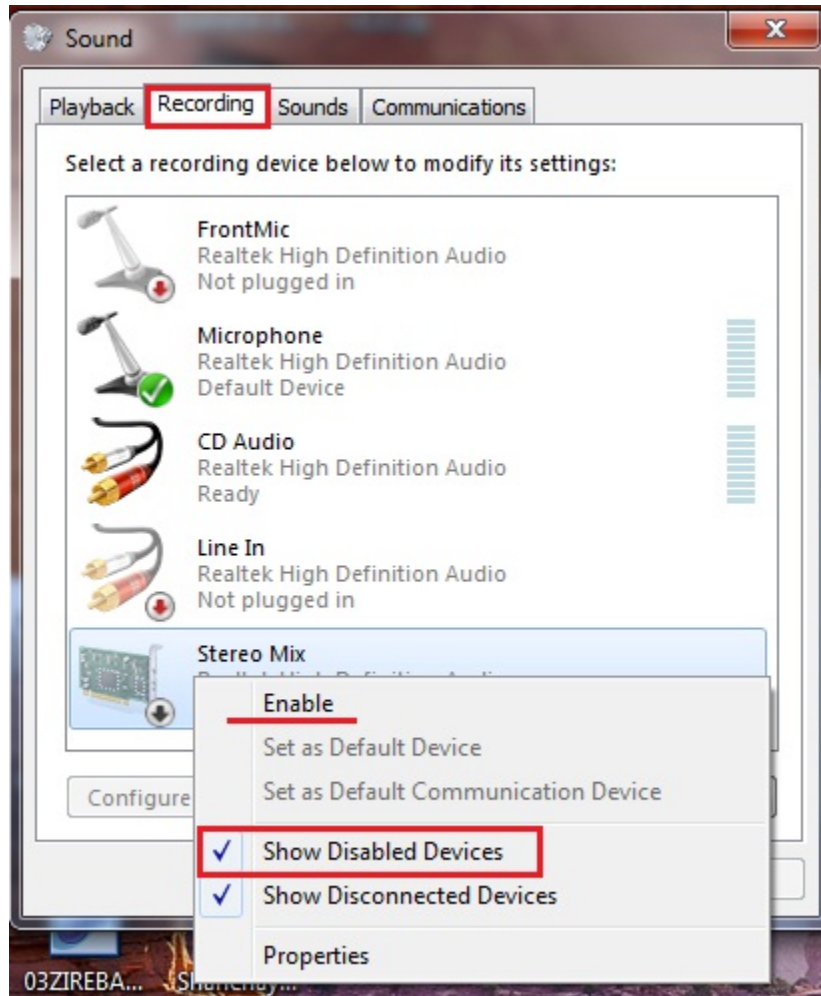 Sound
Playback Recording Sounds Communications
Select a recording device below to modify its settings:
FrontMic
Realtek High Definition Audio
Not plugged in
Microphone
Realtek High Definition Audio
Default Device
CD Audio
Realtek High Definition Audio
Ready
Line In
Realtek High Definition Audio
Not plugged in
Stereo Mix
Enable
Set as Default Device
Set as Default Communication Device
Configure
Show Disabled Devices
Show Disconnected Devices
Properties
03ZIREBA...